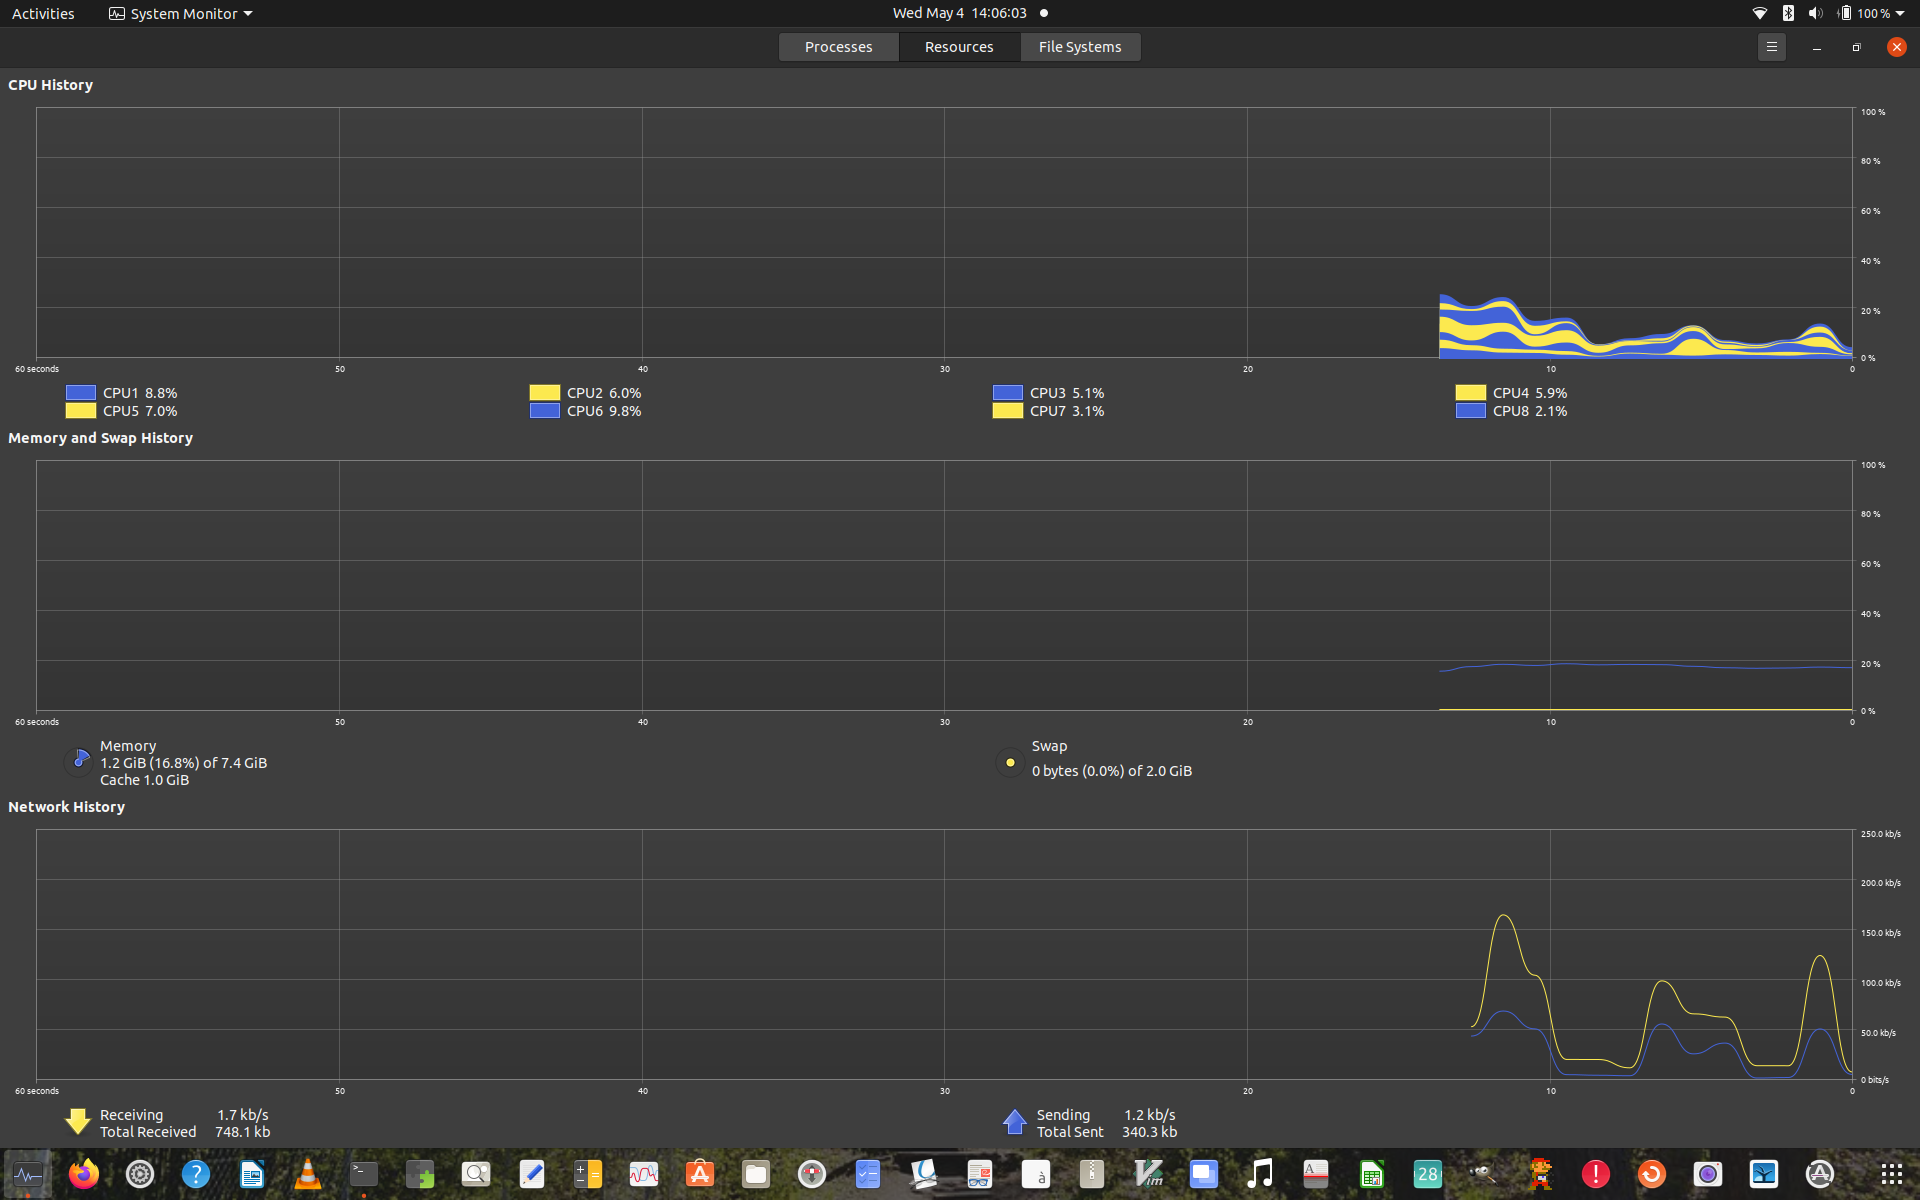 Activities System Monitor Wed May 4 14:06:03 100 %
Processes Resources File Systems
CPU History
100 %
80 %
60 %
40 %
20 %
0 %
60 seconds 50 40 30 20 10 0
CPU1 8.8% CPU2 6.0% CPU3 5.1% CPU4 5.9%
CPU5 7.0% CPU6 9.8% CPU7 3.1% CPU8 2.1%
Memory and Swap History
100 %
80 %
60 %
40 %
20 %
0 %
60 seconds 50 40 30 20 10 0
Memory
1.2 GiB (16.8%) of 7.4 GiB
Cache 1.0 GiB
Swap
0 bytes (0.0%) of 2.0 GiB
Network History
250.0 kb/s
200.0 kb/s
150.0 kb/s
100.0 kb/s
50.0 kb/s
0 bits/s
60 seconds 50 40 30 20 10 0
Receiving 1.7 kb/s
Total Received 748.1 kb
Sending 1.2 kb/s
Total Sent 340.3 kb
? >_ à Vim A 28 !